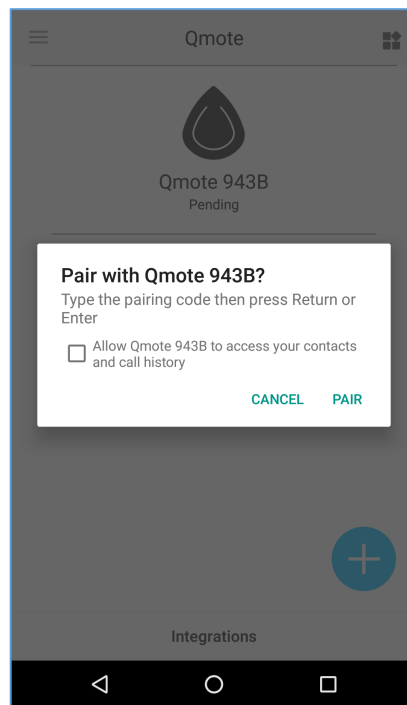 Qmote
Qmote 943B
Pending
Pair with Qmote 943B?
Type the pairing code then press Return or
Enter
Allow Qmote 943B to access your contacts
and call history
CANCEL PAIR
Integrations